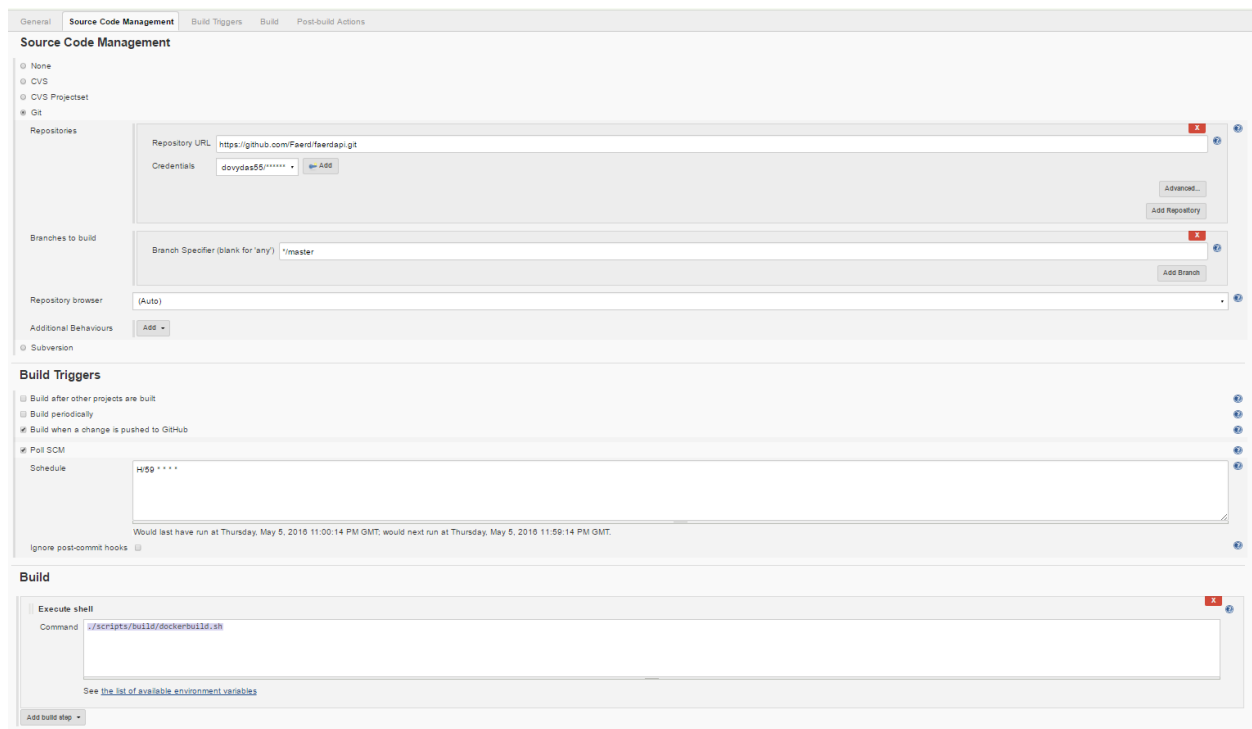 General Source Code Management Build Triggers Build Post-build Actions
Source Code Management
None
CVS
CVS Projectset
Git
Repositories
X
Repository URL https://github.com/Faerd/faerdapi.git
Credentials dovydas55/****** Add
Advanced...
Add Repository
Branches to build
X
Branch Specifier (blank for 'any') */master
Add Branch
Repository browser (Auto)
Additional Behaviours Add
Subversion
Build Triggers
Build after other projects are built
Build periodically
Build when a change is pushed to GitHub
Poll SCM
Schedule H/59 * * * *
Would last have run at Thursday, May 5, 2016 11:00:14 PM GMT; would next run at Thursday, May 5, 2016 11:59:14 PM GMT.
Ignore post-commit hooks
Build
X
Execute shell
Command ./scripts/build/dockerbuild.sh
See the list of available environment variables
Add build step